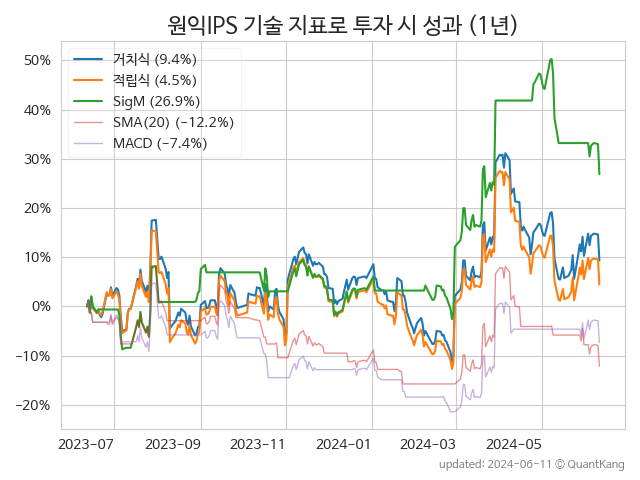 원익IPS 기술 지표로 투자 시 성과 (1년)
거치식 (9.4%)
적립식 (4.5%)
SigM (26.9%)
SMA(20) (−12.2%)
MACD (−7.4%)
50%
40%
30%
20%
10%
0%
−10%
−20%
2023-07 2023-09 2023-11 2024-01 2024-03 2024-05
updated: 2024-06-11 © QuantKang